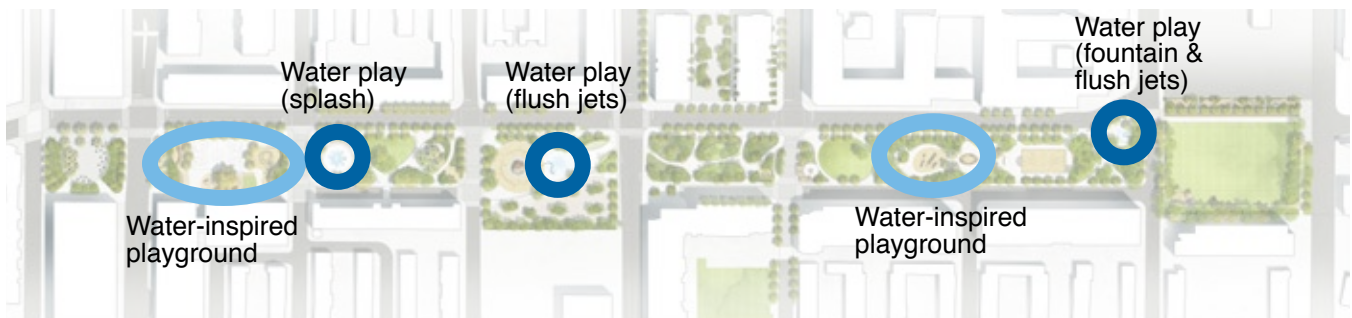 Water play
(splash)
Water play
(flush jets)
Water play
(fountain &
flush jets)
Water-inspired
playground
Water-inspired
playground